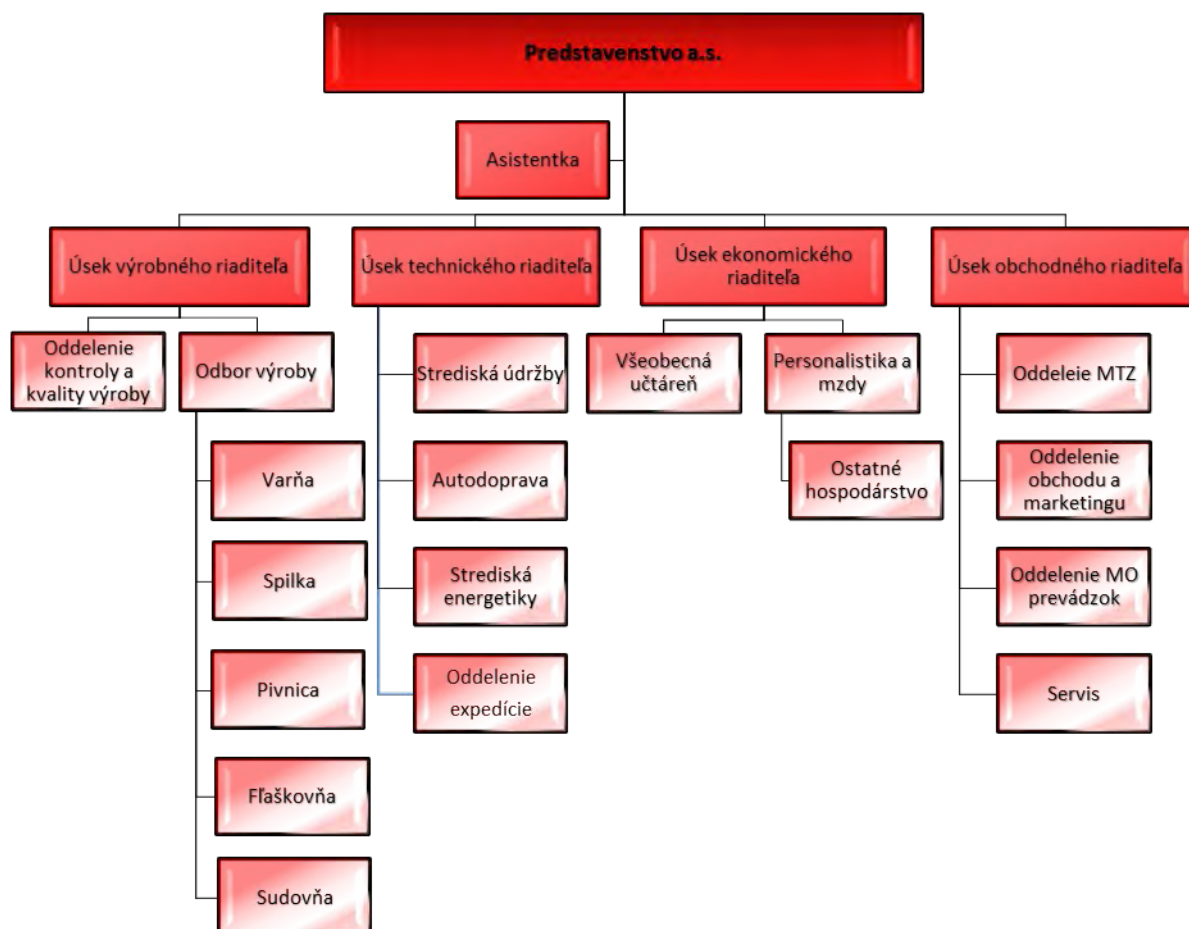 Predstavenstvo a.s.
Asistentka
Úsek výrobného riaditeľa
Úsek technického riaditeľa
Úsek ekonomického
riaditeľa
Úsek obchodného riaditeľa
Oddelenie
kontroly a
kvality výroby
Odbor výroby
Varňa
Spilka
Pivnica
Fľaškovňa
Sudovňa
Strediská údržby
Autodoprava
Strediská
energetiky
Oddelenie
expedície
Všeobecná
učtáreň
Personalistika a
mzdy
Ostatné
hospodárstvo
Oddeleie MTZ
Oddelenie
obchodu a
marketingu
Oddelenie MO
prevádzok
Servis